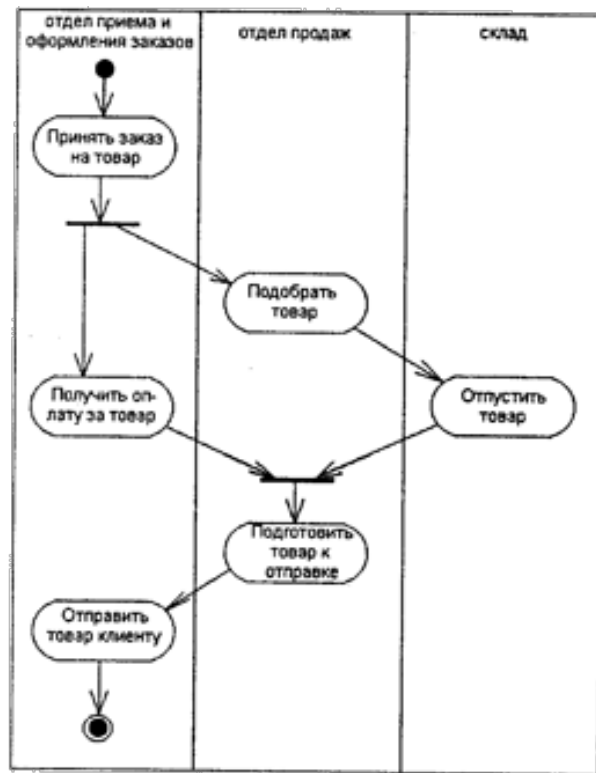 отдел приема и
оформления заказов
отдел продаж
склад
Принять заказ
на товар
Подобрать
товар
Получить оп-
лату за товар
Отпустить
товар
Подготовить
товар к
отправке
Отправить
товар клиенту